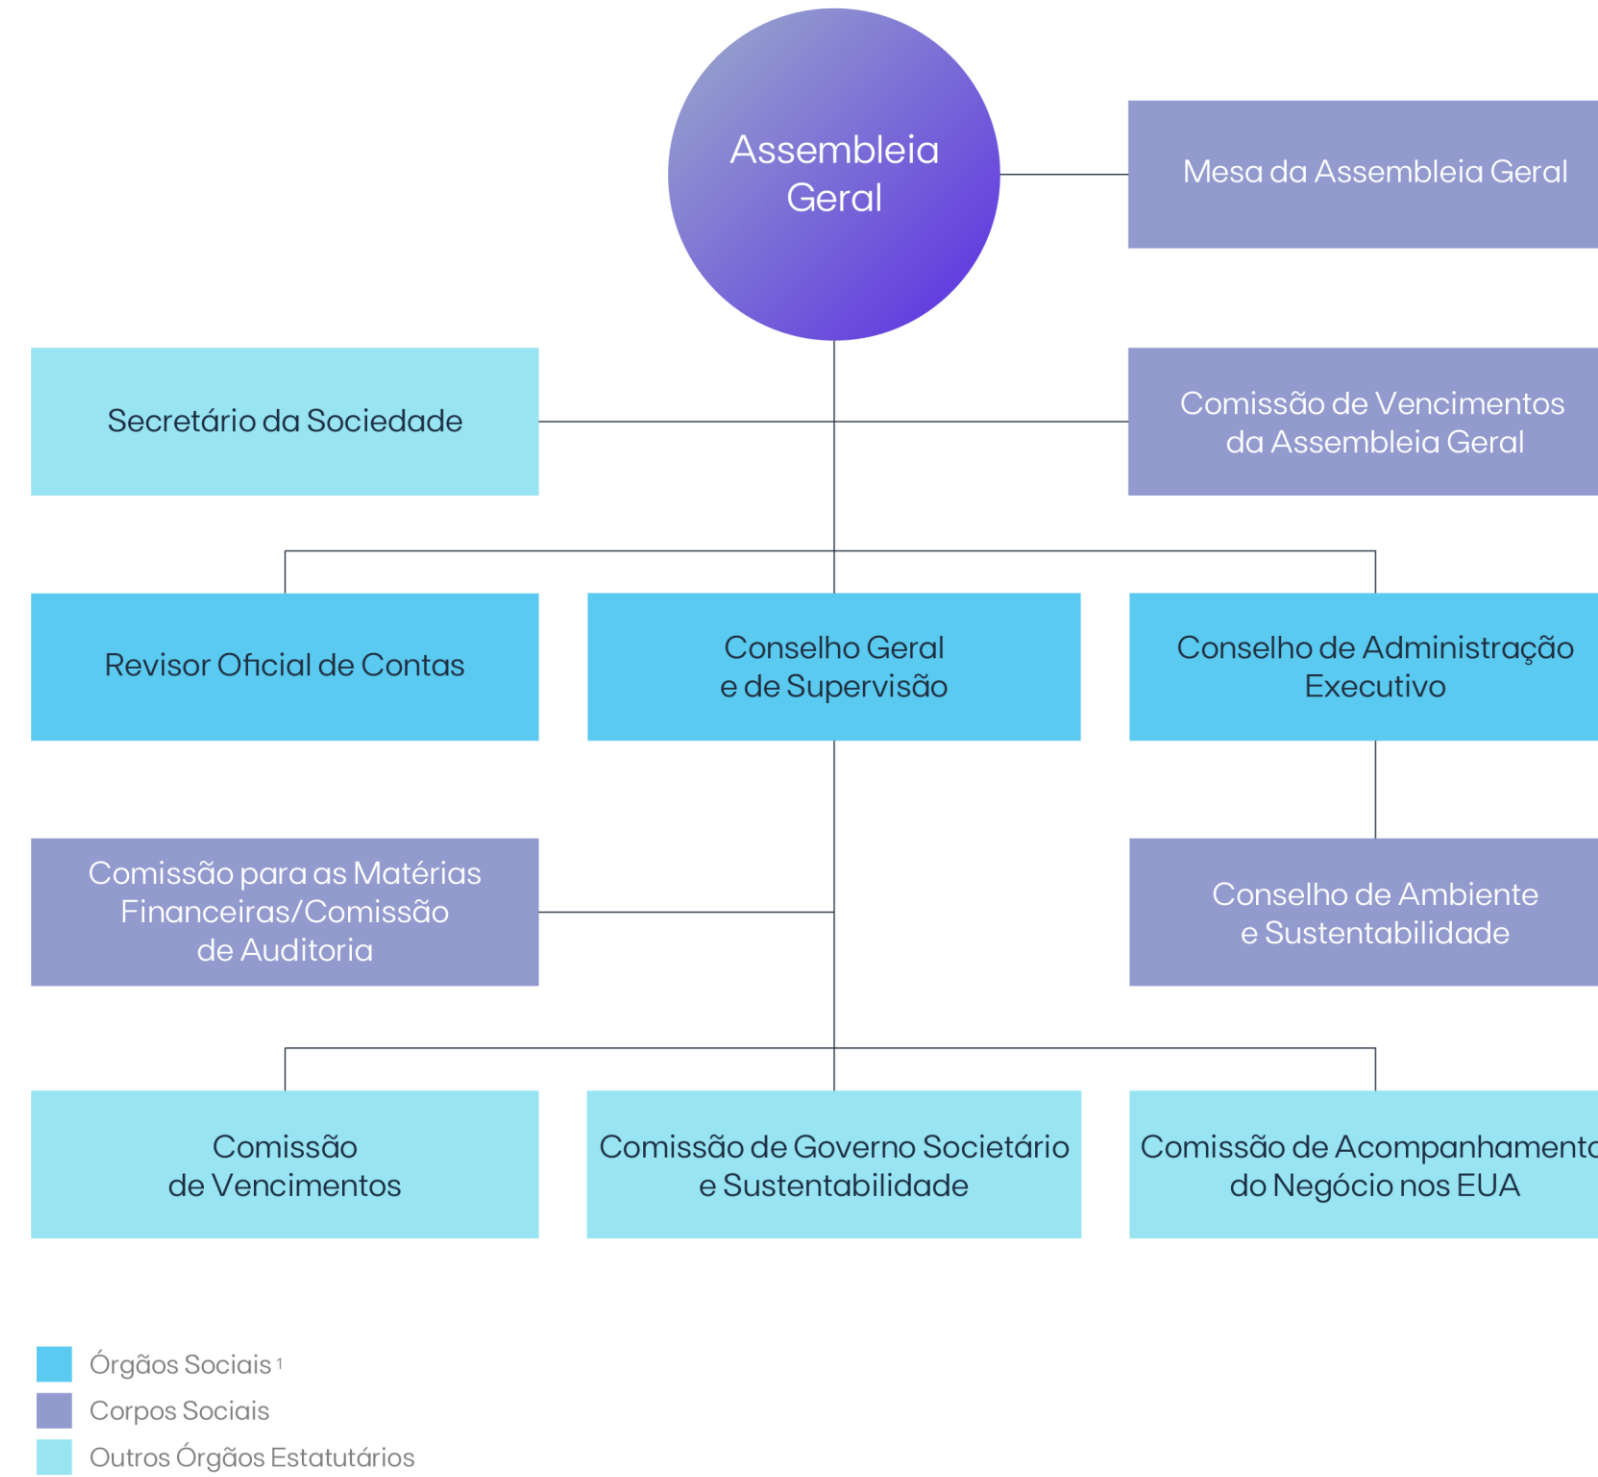 Assembleia
Geral
Mesa da Assembleia Geral
Secretário da Sociedade
Comissão de Vencimentos
da Assembleia Geral
Revisor Oficial de Contas
Conselho Geral
e de Supervisão
Conselho de Administração
Executivo
Comissão para as Matérias
Financeiras/Comissão
de Auditoria
Conselho de Ambiente
e Sustentabilidade
Comissão
de Vencimentos
Comissão de Governo Societário
e Sustentabilidade
Comissão de Acompanhamento
do Negócio nos EUA
Órgãos Sociais ¹
Corpos Sociais
Outros Órgãos Estatutários